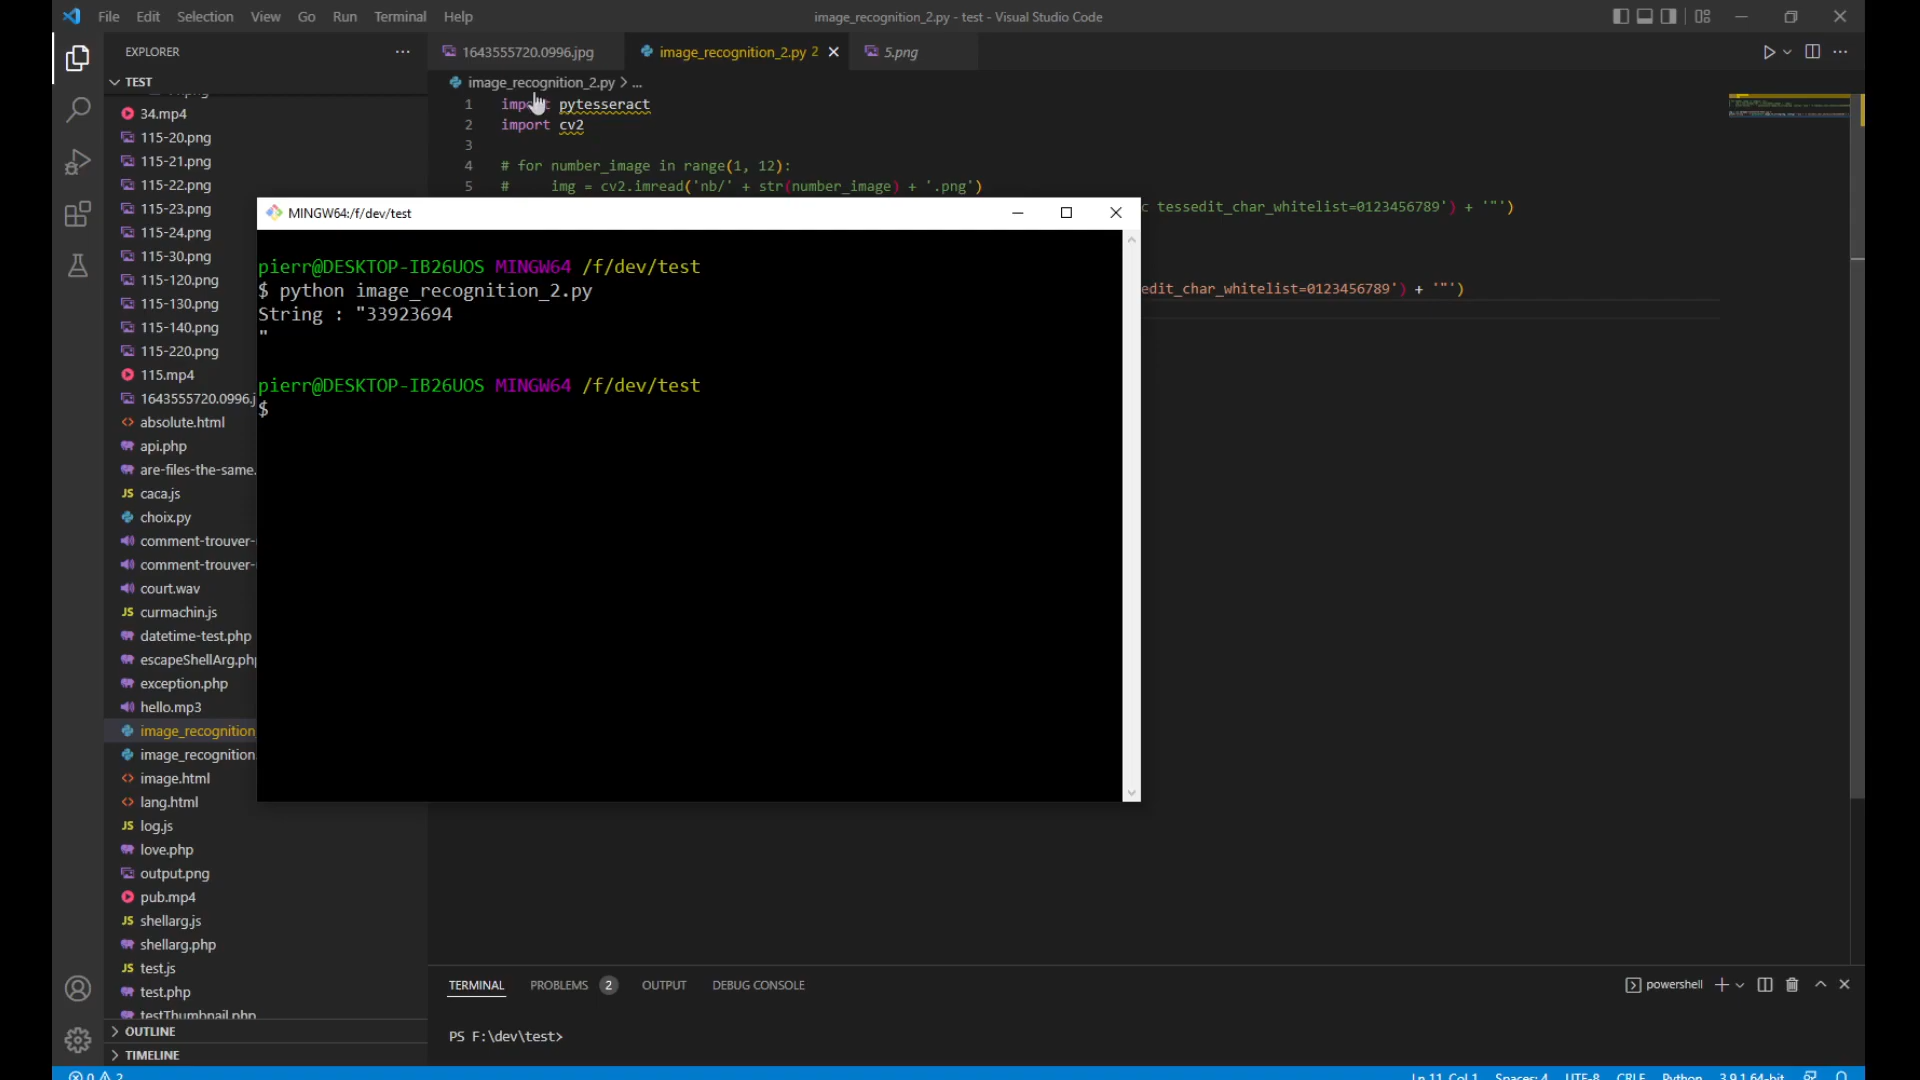 File Edit Selection View Go Run Terminal Help
image_recognition_2.py - test - Visual Studio Code
EXPLORER
TEST
34.mp4
115-20.png
115-21.png
115-22.png
115-23.png
115-24.png
115-30.png
115-120.png
115-130.png
115-140.png
115-220.png
115.mp4
1643555720.0996.j
absolute.html
api.php
are-files-the-same.
caca.js
choix.py
comment-trouver-
comment-trouver-
court.wav
curmachin.js
datetime-test.php
escapeShellArg.php
exception.php
hello.mp3
image_recognition
image_recognition
image.html
lang.html
log.js
love.php
output.png
pub.mp4
shellarg.js
shellarg.php
test.js
test.php
testThumbnail.php
OUTLINE
TIMELINE
1643555720.0996.jpg image_recognition_2.py 2 5.png
image_recognition_2.py > ...
1 import pytesseract
2 import cv2
3
4 # for number_image in range(1, 12):
5 # img = cv2.imread('nb/' + str(number_image) + '.png')
c tessedit_char_whitelist=0123456789') + '"')
edit_char_whitelist=0123456789') + '"')
MINGW64:/f/dev/test
pierr@DESKTOP-IB26UOS MINGW64 /f/dev/test
$ python image_recognition_2.py
String : "33923694
"
pierr@DESKTOP-IB26UOS MINGW64 /f/dev/test
$
TERMINAL PROBLEMS 2 OUTPUT DEBUG CONSOLE
powershell
PS F:\dev\test>
0 2
Ln 11, Col 1 Spaces: 4 UTF-8 CRLF Python 3.9.1 64-bit